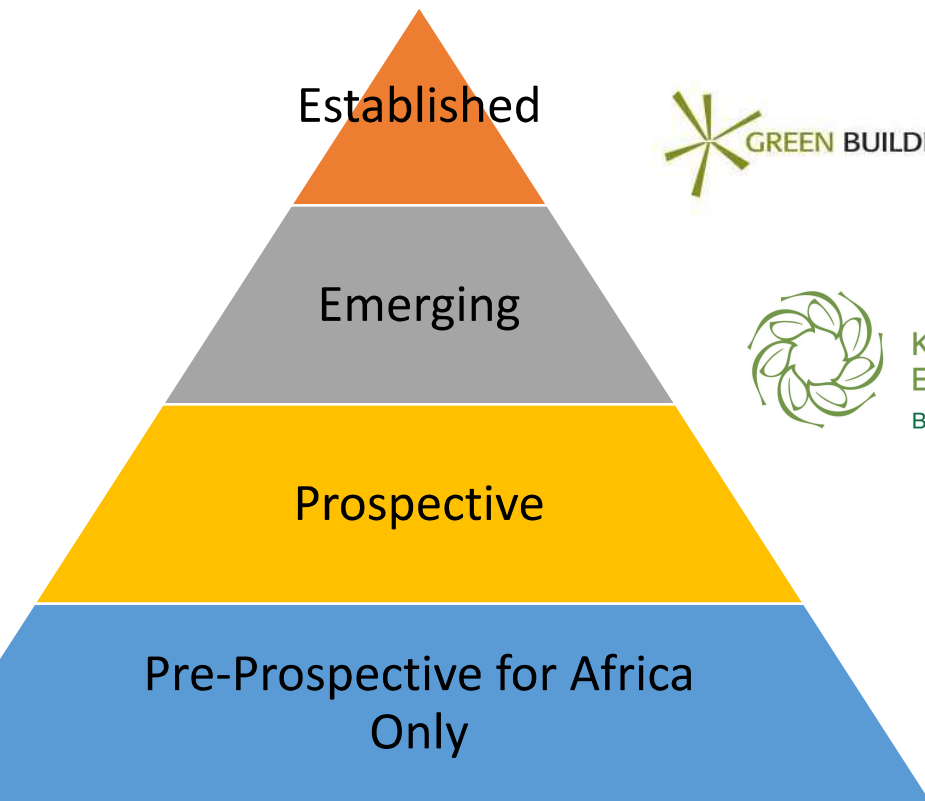 Established
GREEN BUILD
Emerging
K
E
B
Prospective
Pre-Prospective for Africa
Only